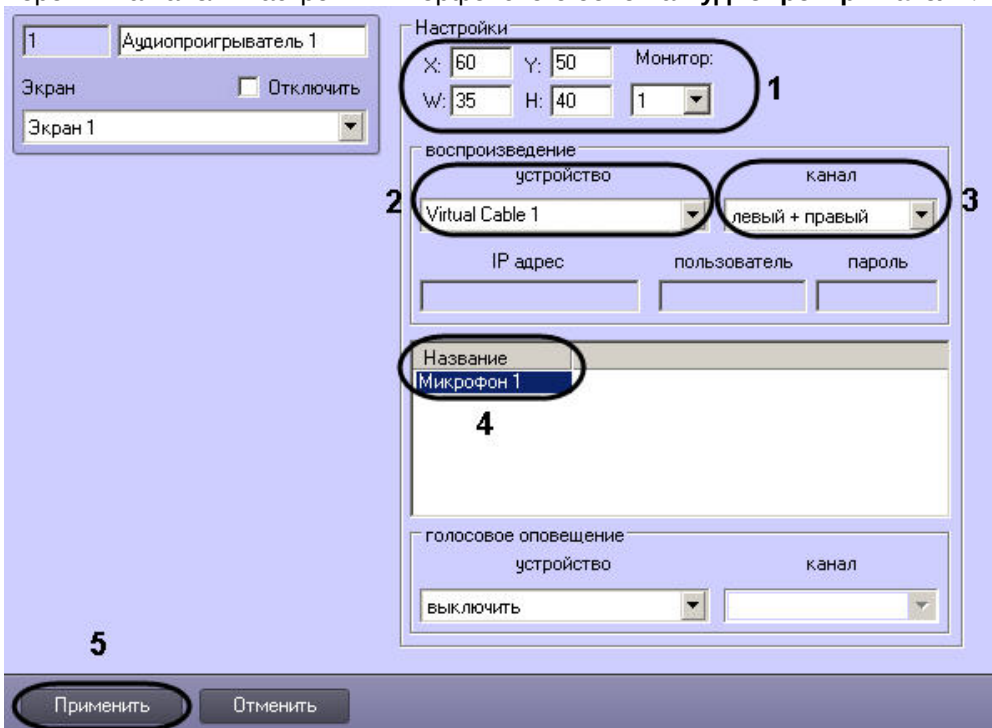 1 Аудиопроигрыватель 1
Экран Отключить
Экран 1
Настройки
X: 60 Y: 50 Монитор:
W: 35 H: 40 1
1
воспроизведение
устройство канал
2 Virtual Cable 1 левый + правый 3
IP адрес пользователь пароль
Название
Микрофон 1
4
голосовое оповещение
устройство канал
выключить
5
Применить Отменить